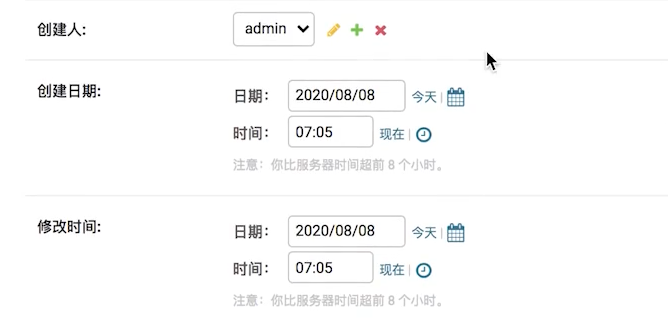 创建人: admin
创建日期: 日期: 2020/08/08 今天 |
时间: 07:05 现在 |
注意：你比服务器时间超前 8 个小时。
修改时间: 日期: 2020/08/08 今天 |
时间: 07:05 现在 |
注意：你比服务器时间超前 8 个小时。